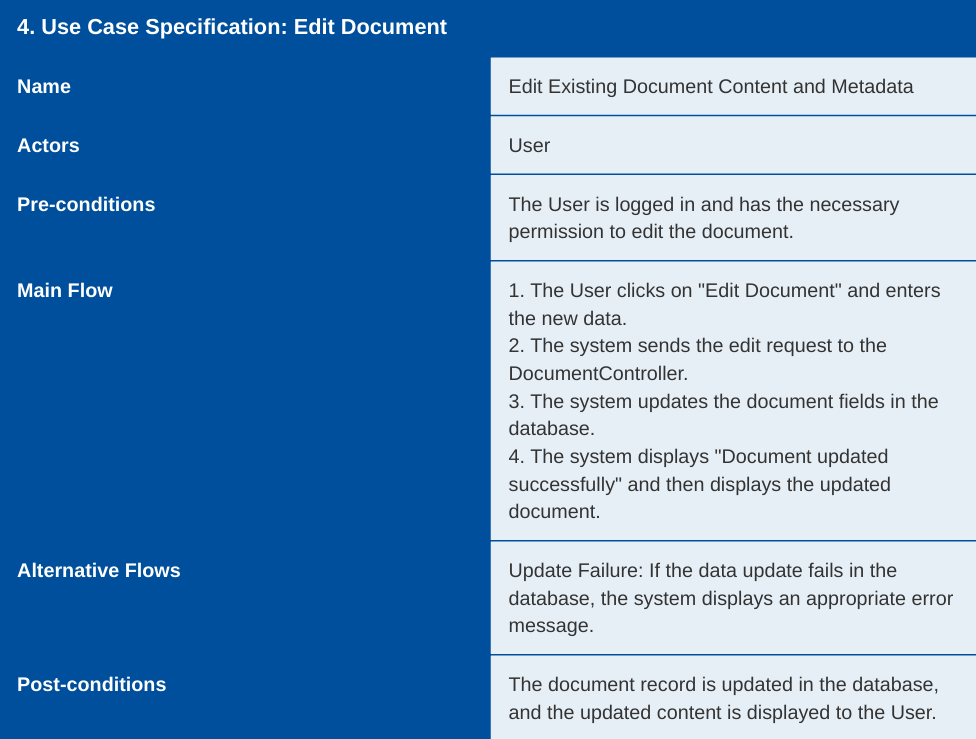 4. Use Case Specification: Edit Document
Name
Edit Existing Document Content and Metadata
Actors
User
Pre-conditions
The User is logged in and has the necessary
permission to edit the document.
Main Flow
1. The User clicks on "Edit Document" and enters
the new data.
2. The system sends the edit request to the
DocumentController.
3. The system updates the document fields in the
database.
4. The system displays "Document updated
successfully" and then displays the updated
document.
Alternative Flows
Update Failure: If the data update fails in the
database, the system displays an appropriate error
message.
Post-conditions
The document record is updated in the database,
and the updated content is displayed to the User.